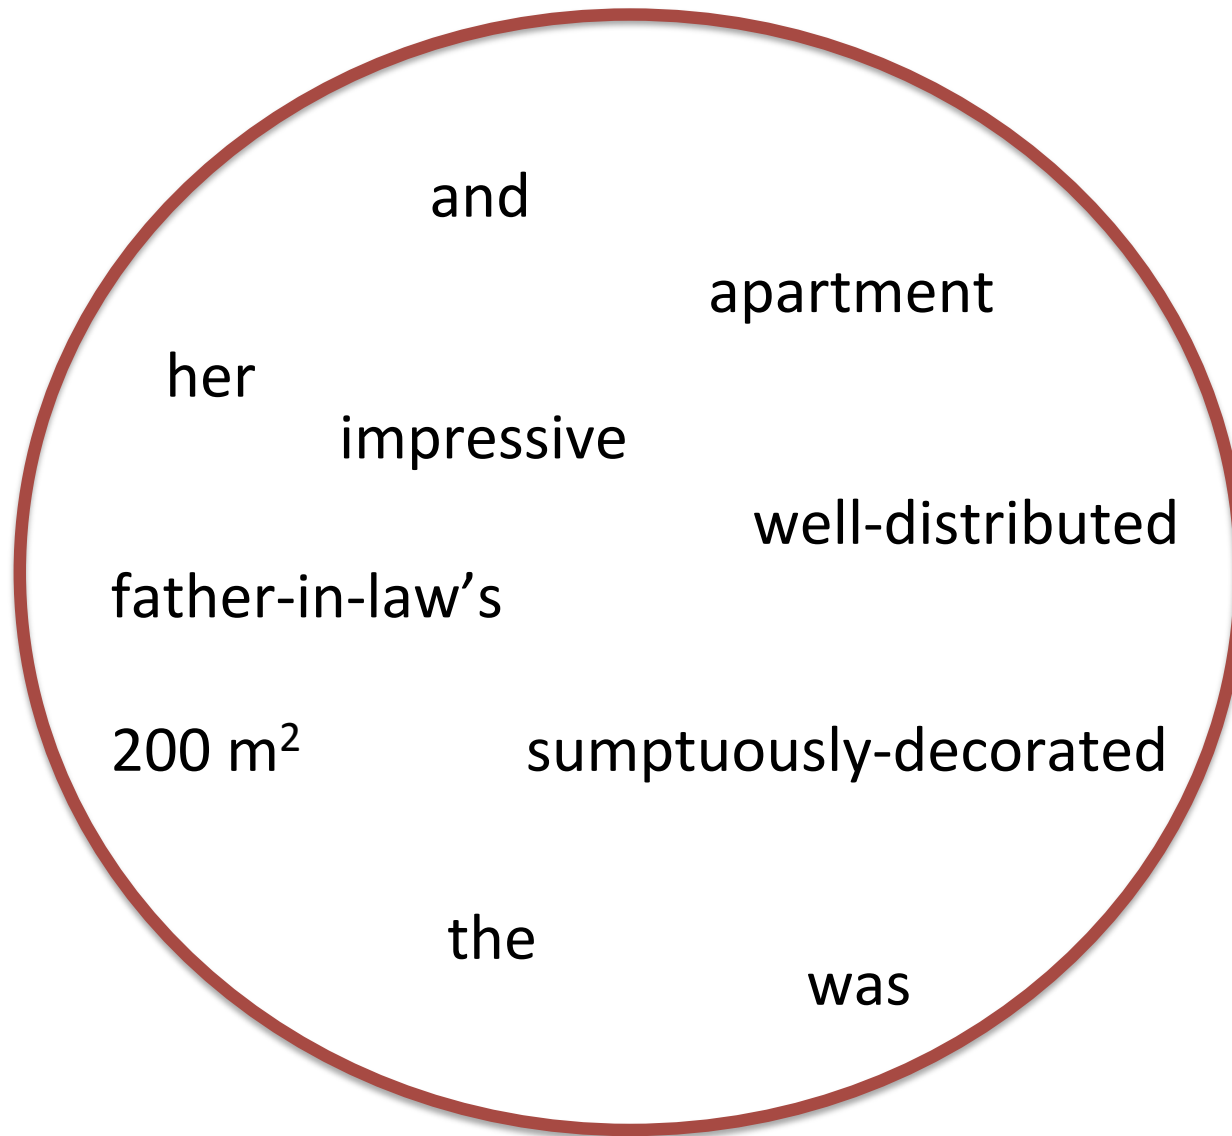 and
apartment
her
impressive
well-distributed
father-in-law’s
200 m²
sumptuously-decorated
the
was